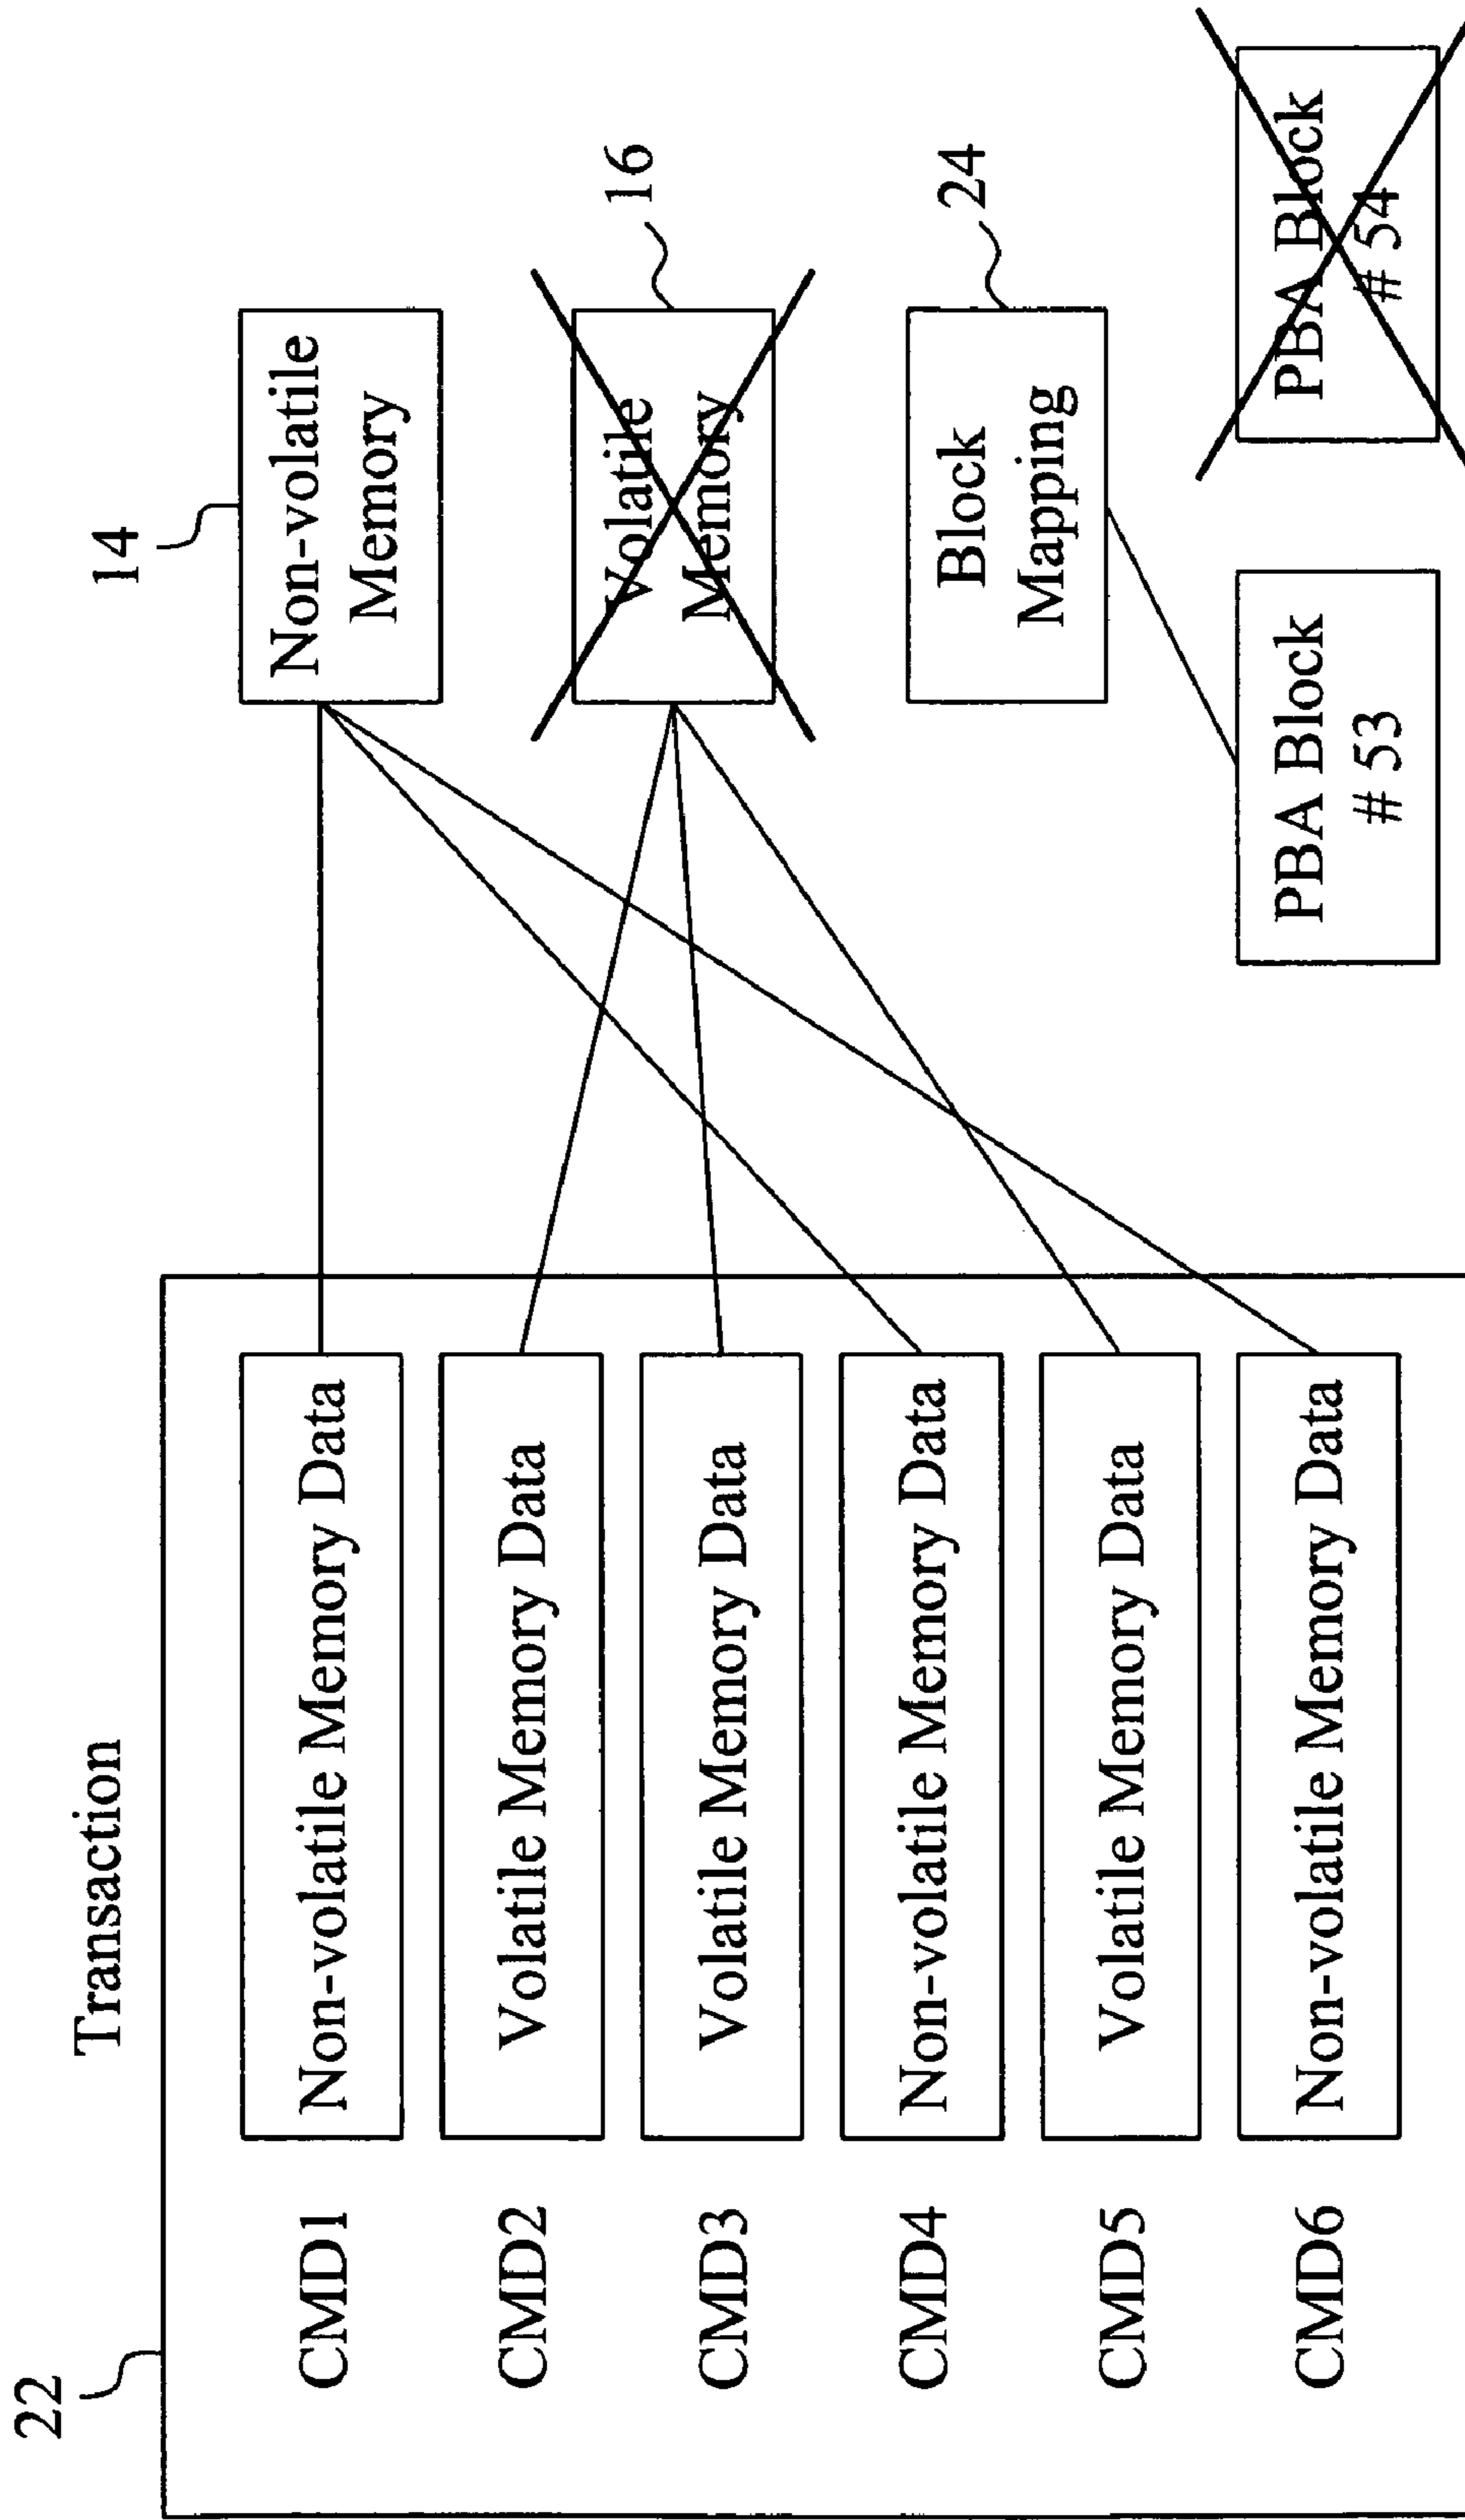 Transaction
22
CMD1
Non-volatile Memory Data
CMD2
Volatile Memory Data
CMD3
Volatile Memory Data
CMD4
Non-volatile Memory Data
CMD5
Volatile Memory Data
CMD6
Non-volatile Memory Data
14
Non-volatile
Memory
16
Volatile
Memory
24
Block
Mapping
PBA Block
# 53
PBA Block
# 54